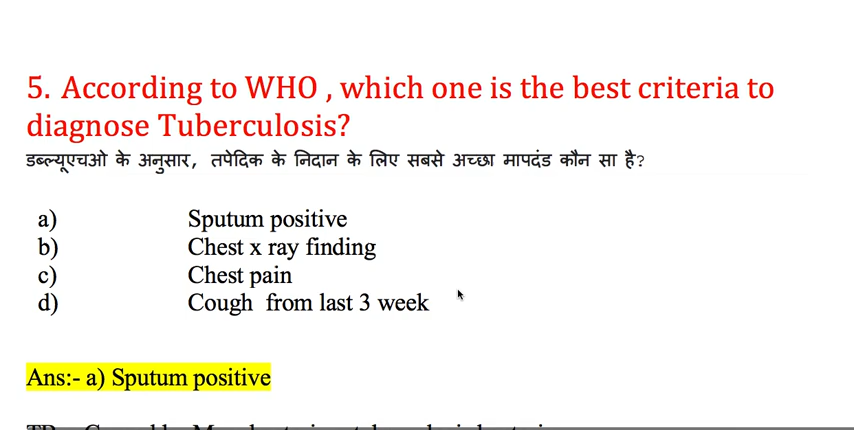 5. According to WHO , which one is the best criteria to
diagnose Tuberculosis?
डब्ल्यूएचओ के अनुसार, तपेदिक के निदान के लिए सबसे अच्छा मापदंड कौन सा है?
a) Sputum positive
b) Chest x ray finding
c) Chest pain
d) Cough from last 3 week
Ans:- a) Sputum positive